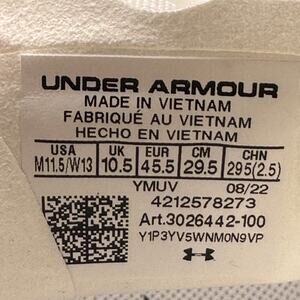 UNDER ARMOUR
MADE IN VIETNAM
FABRIQUÉ AU VIETNAM
HECHO EN VIETNAM
USA UK EUR CM CHN
M11.5/W13 10.5 45.5 29.5 295(2.5)
YMUV 08/22
4212578273
Art.3026442-100
Y1P3YV5WNM0N9VP